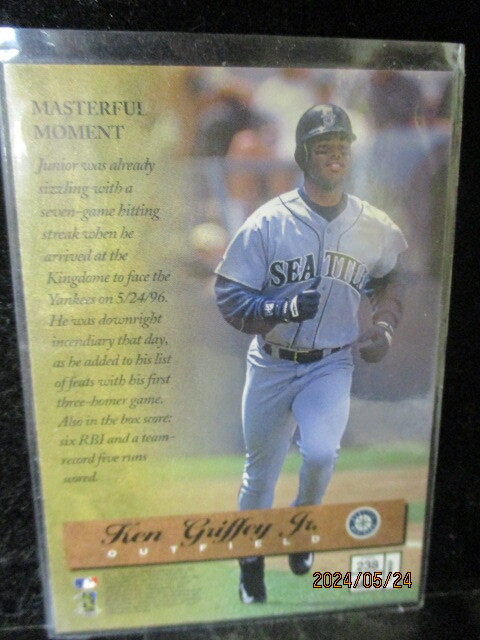 MASTERFUL
MOMENT
Junior was already
sizzling with a
seven-game hitting
streak when he
arrived at the
Kingdome to face the
Yankees on 5/24/96.
He was downright
incendiary that day,
as he added to his list
of feats with his first
three-homer game.
Also in the box score:
six RBI and a team-
record five runs
scored.
SEATTLE
Ken Griffey Jr.
OUTFIELD
238
2024/05/24